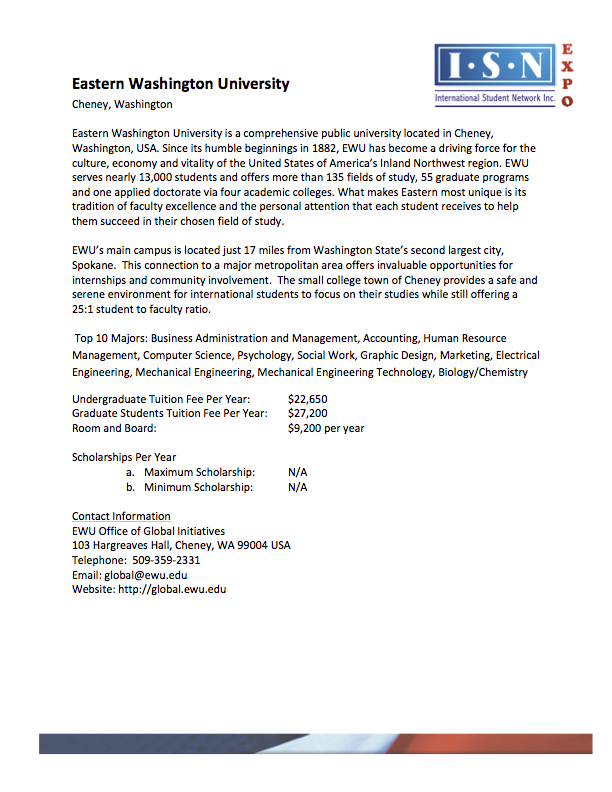 I·S·N
EXPO
International Student Network Inc.
Eastern Washington University
Cheney, Washington
Eastern Washington University is a comprehensive public university located in Cheney,
Washington, USA. Since its humble beginnings in 1882, EWU has become a driving force for the
culture, economy and vitality of the United States of America's Inland Northwest region. EWU
serves nearly 13,000 students and offers more than 135 fields of study, 55 graduate programs
and one applied doctorate via four academic colleges. What makes Eastern most unique is its
tradition of faculty excellence and the personal attention that each student receives to help
them succeed in their chosen field of study.
EWU's main campus is located just 17 miles from Washington State's second largest city,
Spokane. This connection to a major metropolitan area offers invaluable opportunities for
internships and community involvement. The small college town of Cheney provides a safe and
serene environment for international students to focus on their studies while still offering a
25:1 student to faculty ratio.
Top 10 Majors: Business Administration and Management, Accounting, Human Resource
Management, Computer Science, Psychology, Social Work, Graphic Design, Marketing, Electrical
Engineering, Mechanical Engineering, Mechanical Engineering Technology, Biology/Chemistry
Undergraduate Tuition Fee Per Year: $22,650
Graduate Students Tuition Fee Per Year: $27,200
Room and Board: $9,200 per year
Scholarships Per Year
a. Maximum Scholarship: N/A
b. Minimum Scholarship: N/A
Contact Information
EWU Office of Global Initiatives
103 Hargreaves Hall, Cheney, WA 99004 USA
Telephone: 509-359-2331
Email: global@ewu.edu
Website: http://global.ewu.edu